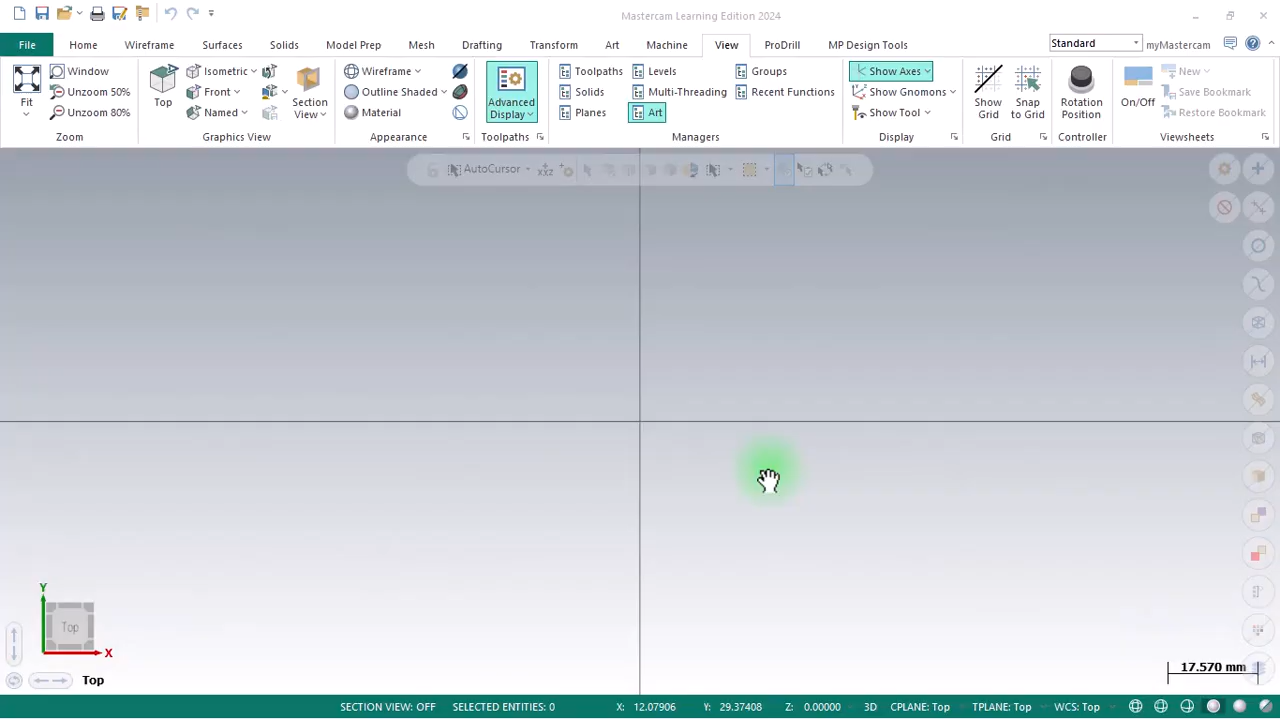 Mastercam Learning Edition 2024
File Home Wireframe Surfaces Solids Model Prep Mesh Drafting Transform Art Machine View ProDrill MP Design Tools Standard myMastercam
Fit
Window
Unzoom 50%
Unzoom 80%
Zoom
Top
Isometric
Front
Named
Section View
Graphics View
Wireframe
Outline Shaded
Material
Appearance
Advanced Display
Toolpaths
Toolpaths
Solids
Planes
Levels
Multi-Threading
Art
Groups
Recent Functions
Managers
Show Axes
Show Gnomons
Show Tool
Display
Show Grid
Snap to Grid
Grid
Rotation Position
Controller
On/Off
New
Save Bookmark
Restore Bookmark
Viewsheets
AutoCursor
Y
Top
X
Top
17.570 mm
SECTION VIEW: OFF SELECTED ENTITIES: 0 X: 12.07906 Y: 29.37408 Z: 0.00000 3D CPLANE: Top TPLANE: Top WCS: Top